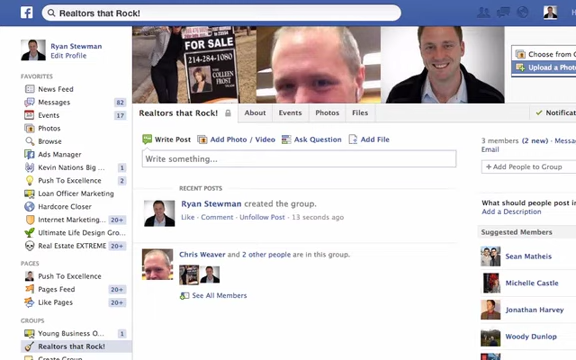 Realtors that Rock!
H
FOR SALE
214-284-1080
COLLEEN
FROST
Choose from C
Upload a Photo
Ryan Stewman
Edit Profile
FAVORITES
News Feed
Messages 82
Events 17
Photos
Browse
Ads Manager
Kevin Nations Big ... 1
Push To Excellence 2
Loan Officer Marketing
Hardcore Closer
Internet Marketing... 20+
Ultimate Life Design Gro...
Real Estate EXTREME 20+
PAGES
Push To Excellence
Pages Feed 20+
Like Pages 20+
GROUPS
Young Business O... 1
Realtors that Rock!
Create Group...
Realtors that Rock! About Events Photos Files
Notificat
Write Post Add Photo / Video Ask Question Add File
Write something...
RECENT POSTS
Ryan Stewman created the group.
Like · Comment · Unfollow Post · 13 seconds ago
Chris Weaver and 2 other people are in this group.
See All Members
3 members (2 new) · Messag
Email
+ Add People to Group
What should people post in
Add a Description
Suggested Members
Sean Matheis
Michelle Castle
Jonathan Harvey
Woody Dunlop